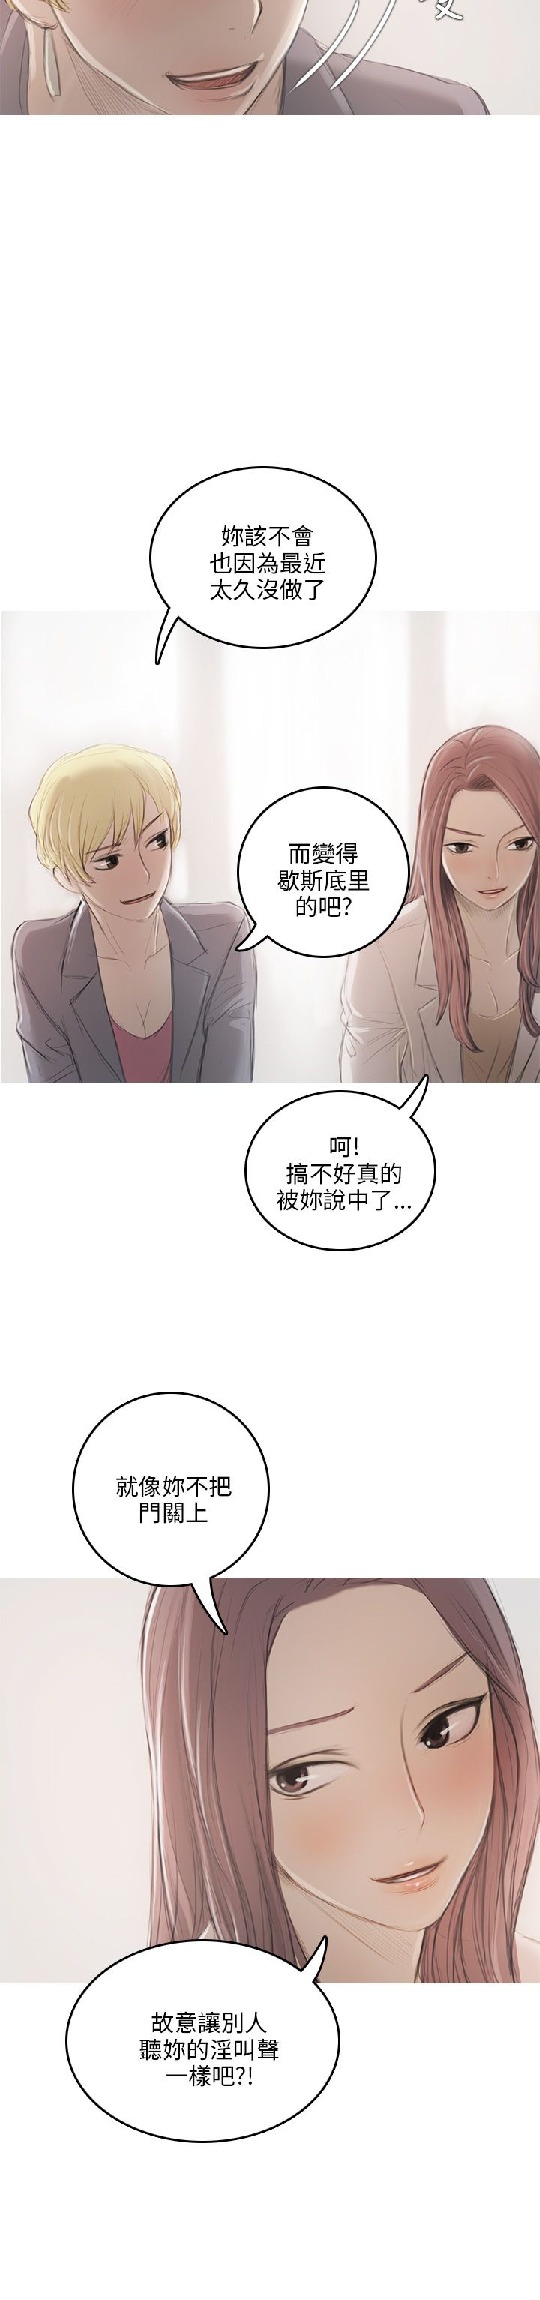 妳該不會
也因為最近
太久沒做了
而變得
歇斯底里
的吧?
呵!
搞不好真的
被妳說中了...
就像妳不把
門關上
故意讓別人
聽妳的淫叫聲
一樣吧?!